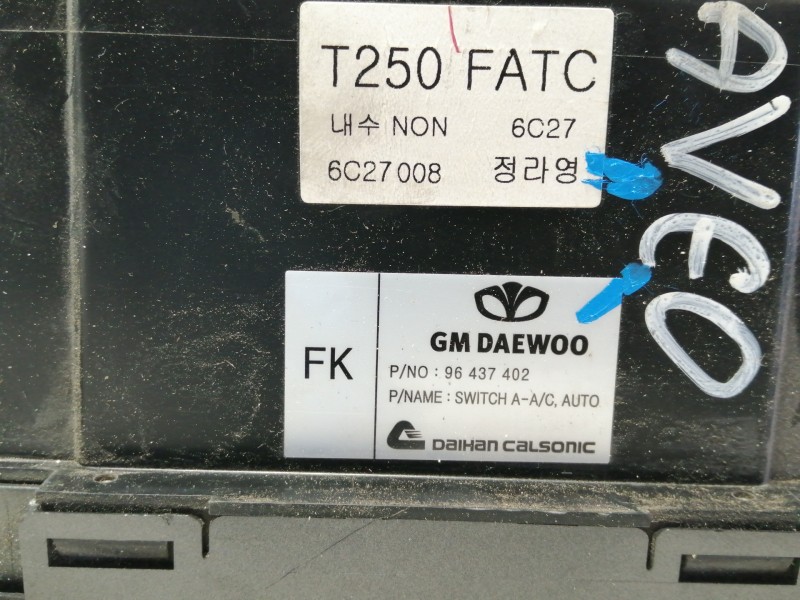 T250 FATC
내수 NON 6C27
6C27008 정라영
AVEO
FK
GM DAEWOO
P/NO : 96 437 402
P/NAME : SWITCH A-A/C, AUTO
DAIHAN CALSONIC